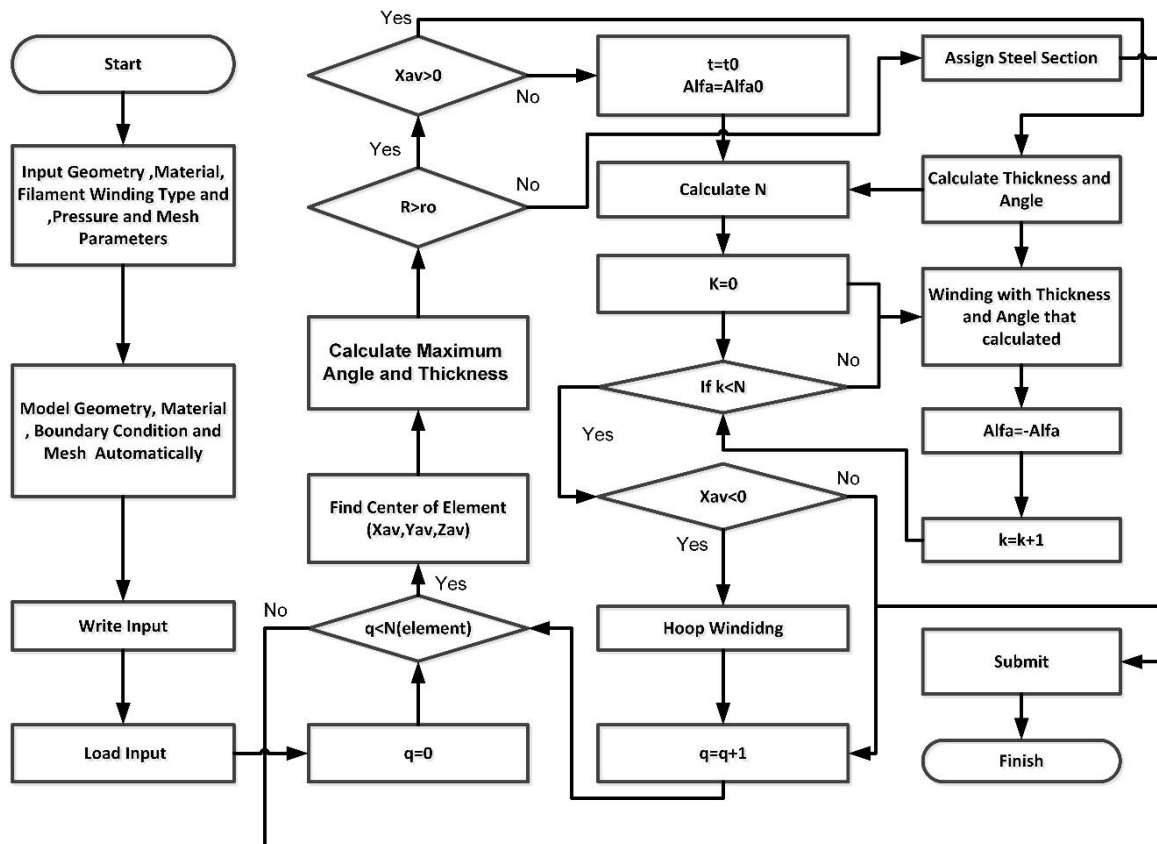 Start
Input Geometry ,Material,
Filament Winding Type and
,Pressure and Mesh
Parameters
Model Geometry, Material
, Boundary Condition and
Mesh Automatically
Write Input
Load Input
q=0
q<N(element)
No
Yes
Find Center of Element
(Xav,Yav,Zav)
Calculate Maximum
Angle and Thickness
R>ro
No
Yes
Xav>0
Yes
No
t=t0
Alfa=Alfa0
Calculate N
K=0
If k<N
No
Yes
Xav<0
No
Yes
Hoop Windidng
q=q+1
Assign Steel Section
Calculate Thickness and
Angle
Winding with Thickness
and Angle that
calculated
Alfa=-Alfa
k=k+1
Submit
Finish